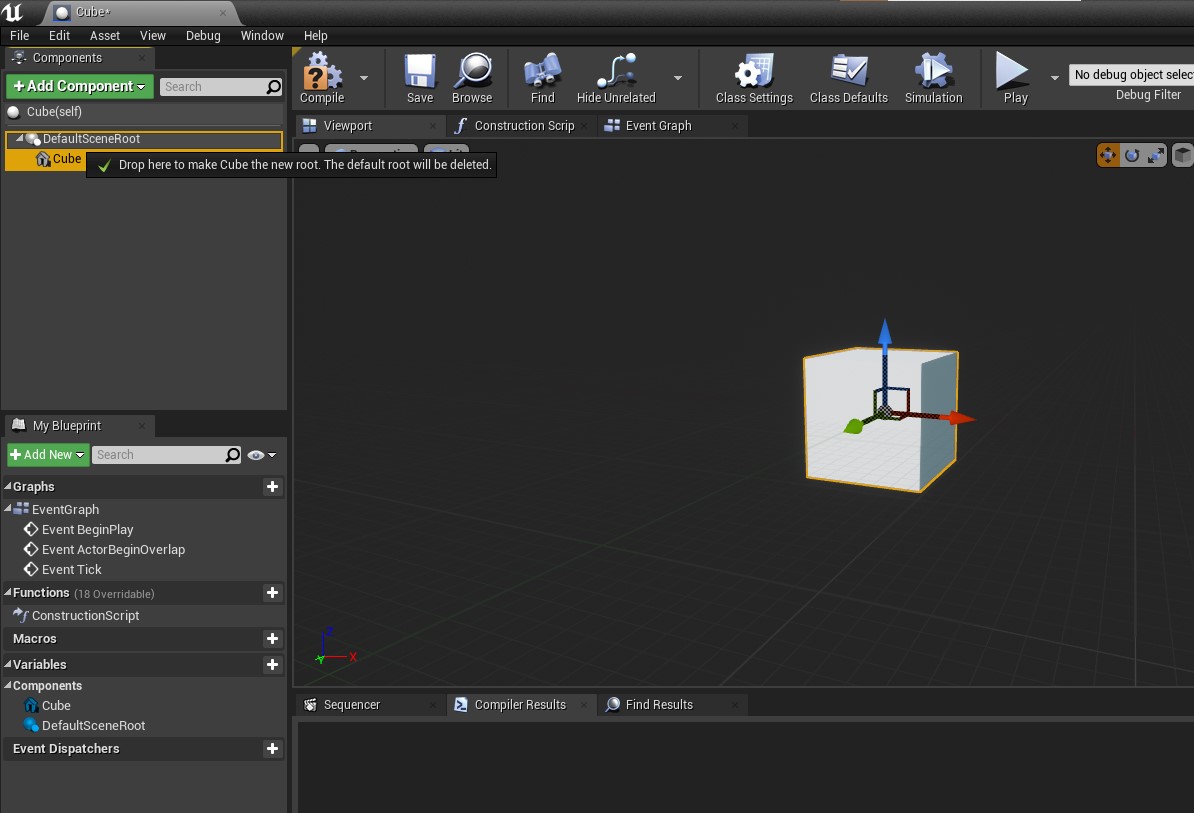 Cube*
File Edit Asset View Debug Window Help
Components
+ Add Component
Search
Cube(self)
DefaultSceneRoot
Cube
Drop here to make Cube the new root. The default root will be deleted.
Compile
Save
Browse
Find
Hide Unrelated
Class Settings
Class Defaults
Simulation
Play
No debug object selec
Debug Filter
Viewport
Construction Scrip
Event Graph
My Blueprint
+ Add New
Search
Graphs
EventGraph
Event BeginPlay
Event ActorBeginOverlap
Event Tick
Functions (18 Overridable)
ConstructionScript
Macros
Variables
Components
Cube
DefaultSceneRoot
Event Dispatchers
Z
Y
X
Sequencer
Compiler Results
Find Results